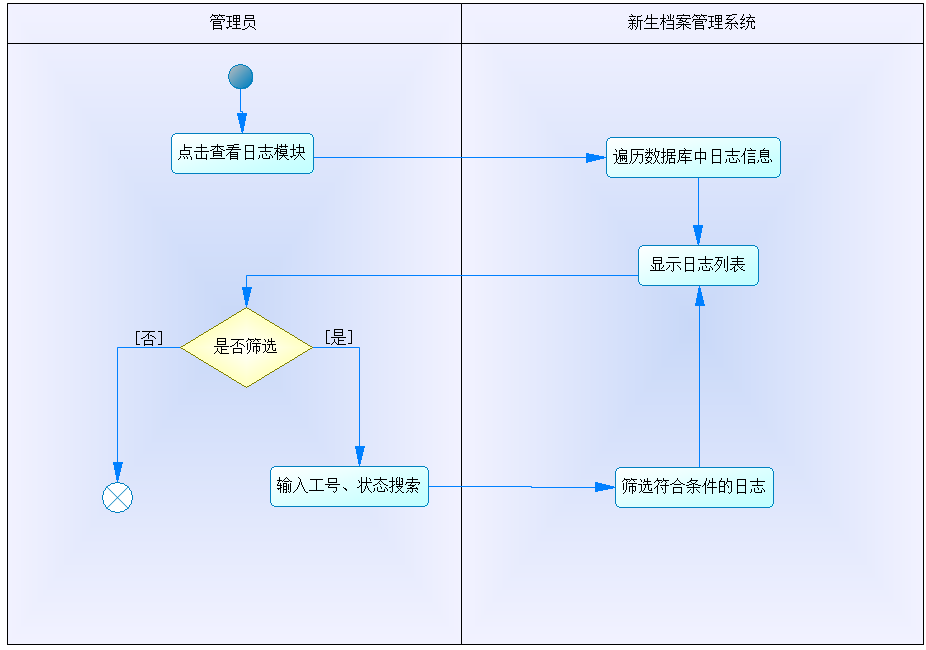 管理员
新生档案管理系统
点击查看日志模块
遍历数据库中日志信息
显示日志列表
[否]
是否筛选
[是]
输入工号、状态搜索
筛选符合条件的日志